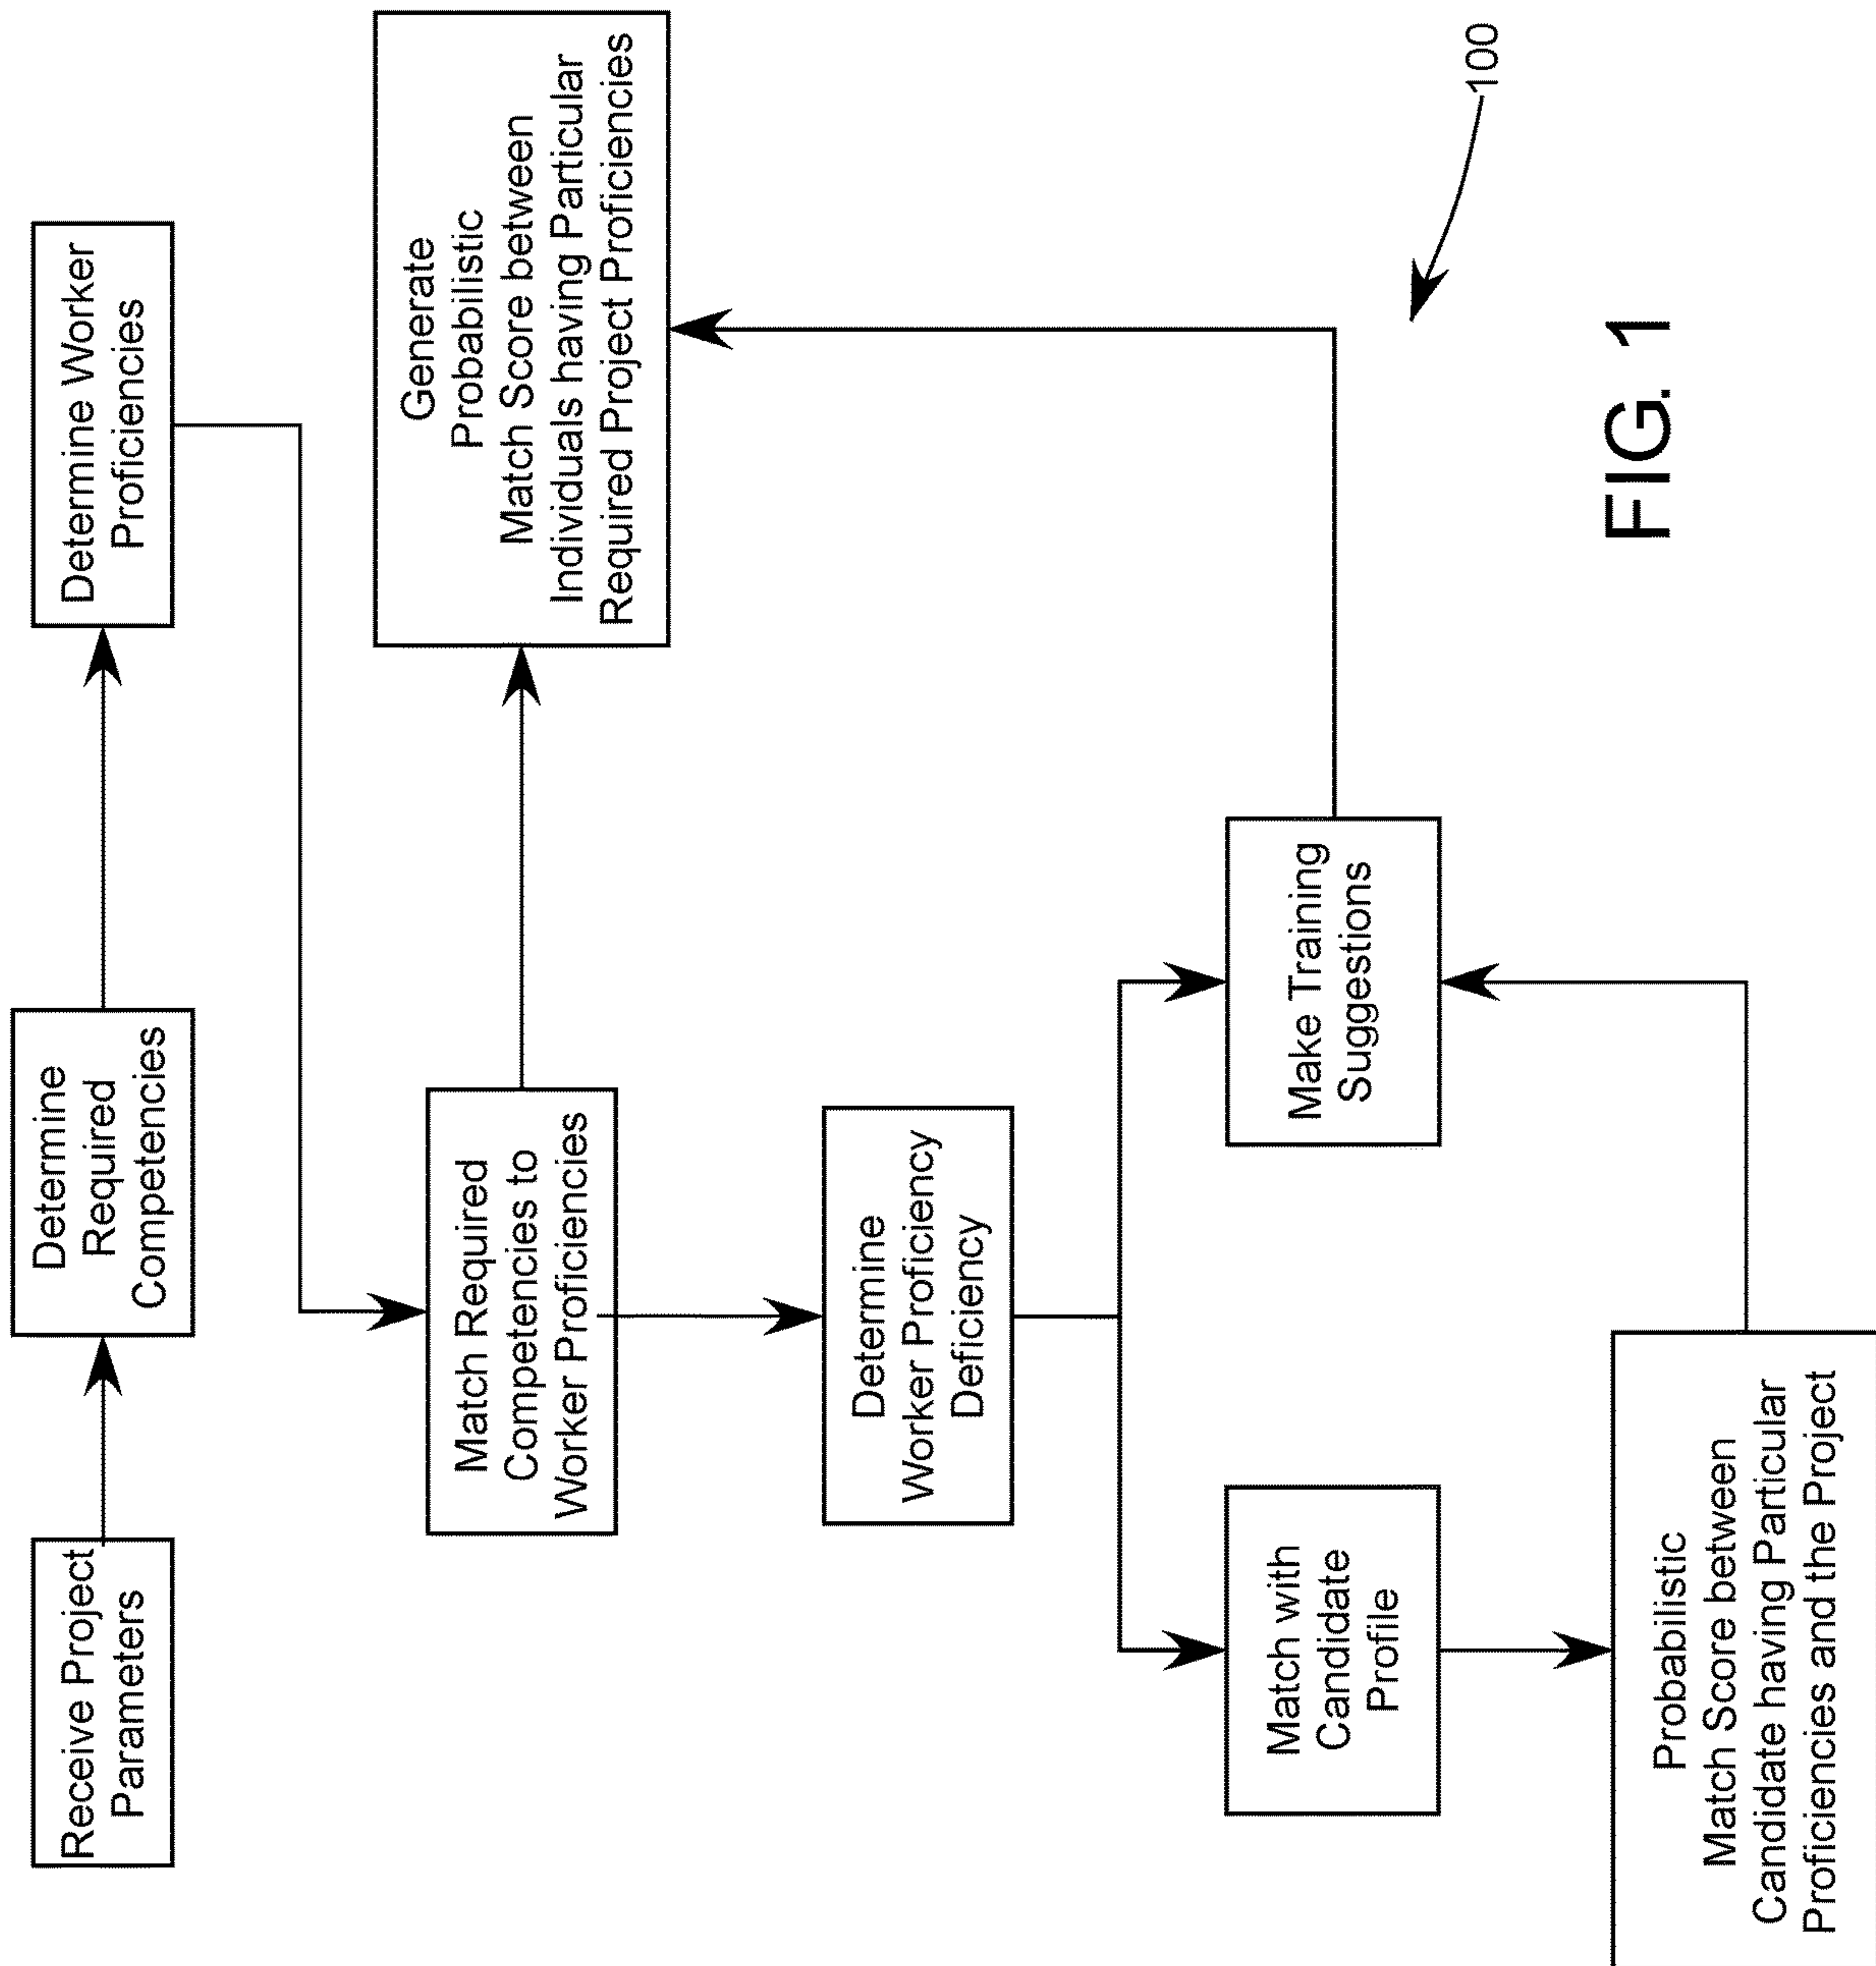 Receive Project
Parameters
Determine
Required
Competencies
Determine Worker
Proficiencies
Match Required
Competencies to
Worker Proficiencies
Generate
Probabilistic
Match Score between
Individuals having Particular
Required Project Proficiencies
Determine
Worker Proficiency
Deficiency
Match with
Candidate
Profile
Make Training
Suggestions
Probabilistic
Match Score between
Candidate having Particular
Proficiencies and the Project
100
FIG. 1